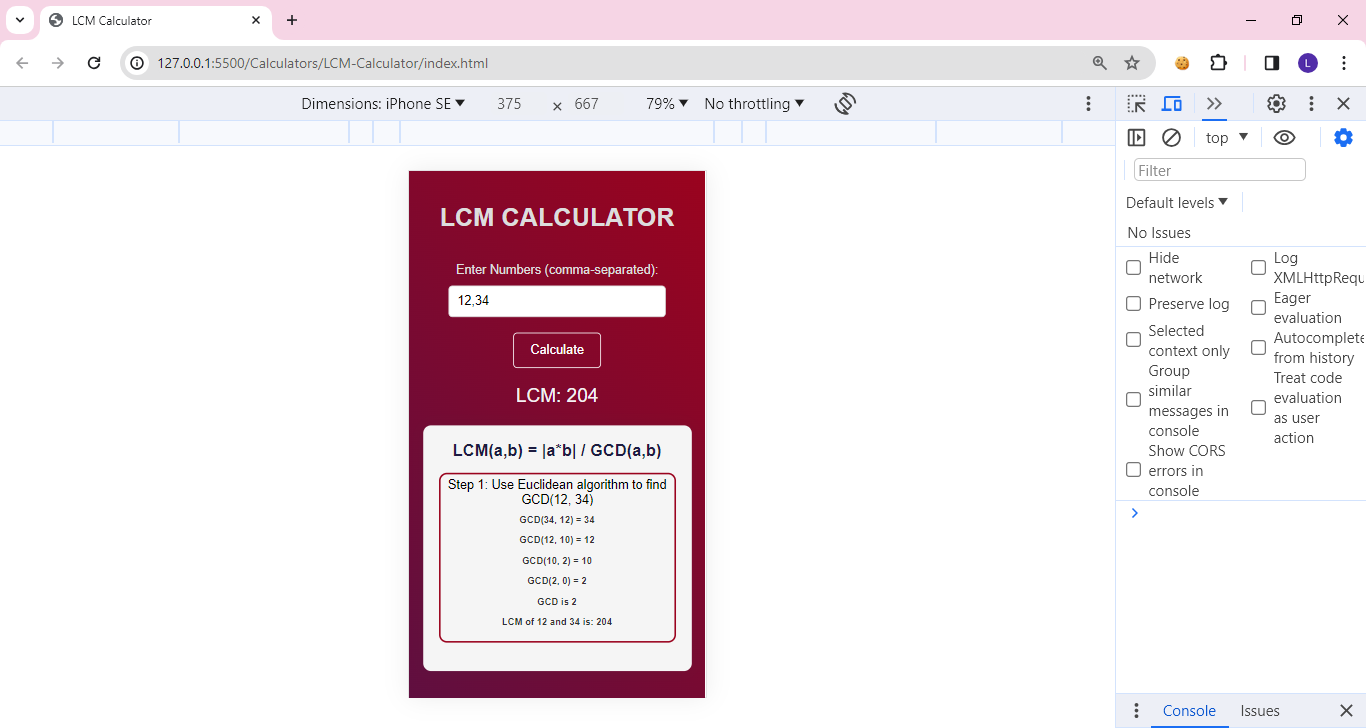 LCM Calculator
127.0.0.1:5500/Calculators/LCM-Calculator/index.html
L
Dimensions: iPhone SE 375 × 667 79% No throttling
top
Filter
Default levels
No Issues
Hide network
Log XMLHttpRequ
Preserve log
Eager evaluation
Selected context only
Autocomplete from history
Group similar messages in console
Treat code evaluation as user action
Show CORS errors in console
LCM CALCULATOR
Enter Numbers (comma-separated):
12,34
Calculate
LCM: 204
LCM(a,b) = |a*b| / GCD(a,b)
Step 1: Use Euclidean algorithm to find
GCD(12, 34)
GCD(34, 12) = 34
GCD(12, 10) = 12
GCD(10, 2) = 10
GCD(2, 0) = 2
GCD is 2
LCM of 12 and 34 is: 204
Console Issues